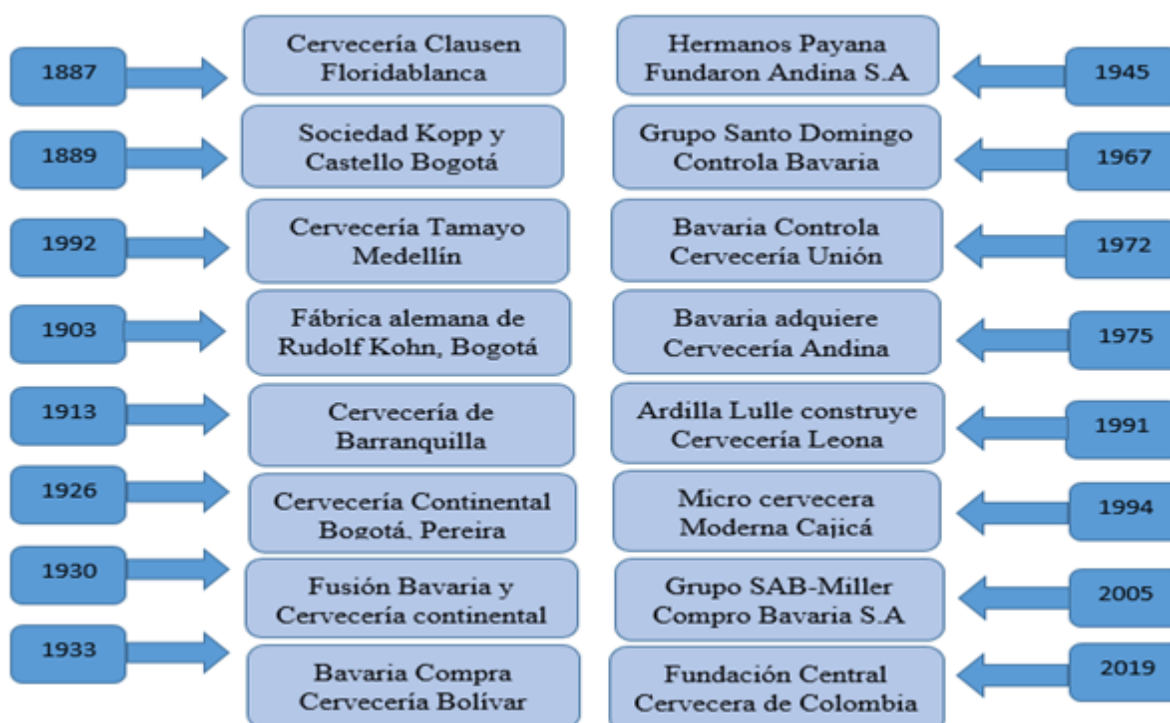 1887
Cervecería Clausen
Floridablanca
1889
Sociedad Kopp y
Castello Bogotá
1992
Cervecería Tamayo
Medellín
1903
Fábrica alemana de
Rudolf Kohn, Bogotá
1913
Cervecería de
Barranquilla
1926
Cervecería Continental
Bogotá, Pereira
1930
Fusión Bavaria y
Cervecería continental
1933
Bavaria Compra
Cervecería Bolívar
Hermanos Payana
Fundaron Andina S.A
1945
Grupo Santo Domingo
Controla Bavaria
1967
Bavaria Controla
Cervecería Unión
1972
Bavaria adquiere
Cervecería Andina
1975
Ardilla Lulle construye
Cervecería Leona
1991
Micro cervecera
Moderna Cajicá
1994
Grupo SAB-Miller
Compro Bavaria S.A
2005
Fundación Central
Cervecera de Colombia
2019